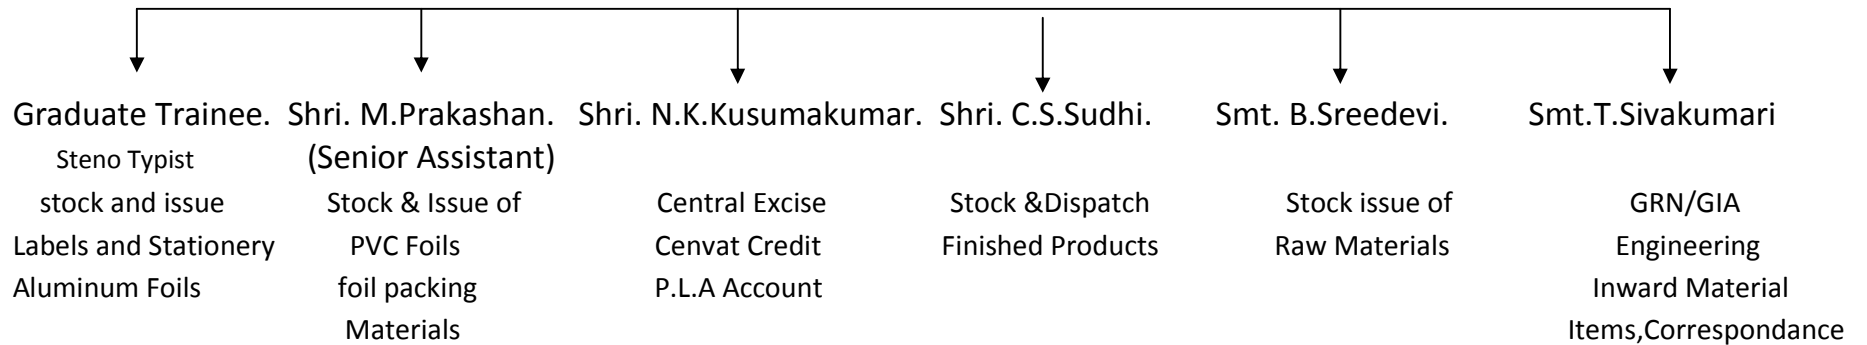 Graduate Trainee. Shri. M.Prakashan. Shri. N.K.Kusumakumar. Shri. C.S.Sudhi. Smt. B.Sreedevi. Smt.T.Sivakumari
Steno Typist (Senior Assistant)
stock and issue Stock & Issue of Central Excise Stock &Dispatch Stock issue of GRN/GIA
Labels and Stationery PVC Foils Cenvat Credit Finished Products Raw Materials Engineering
Aluminum Foils foil packing P.L.A Account Inward Material
Materials Items,Correspondance